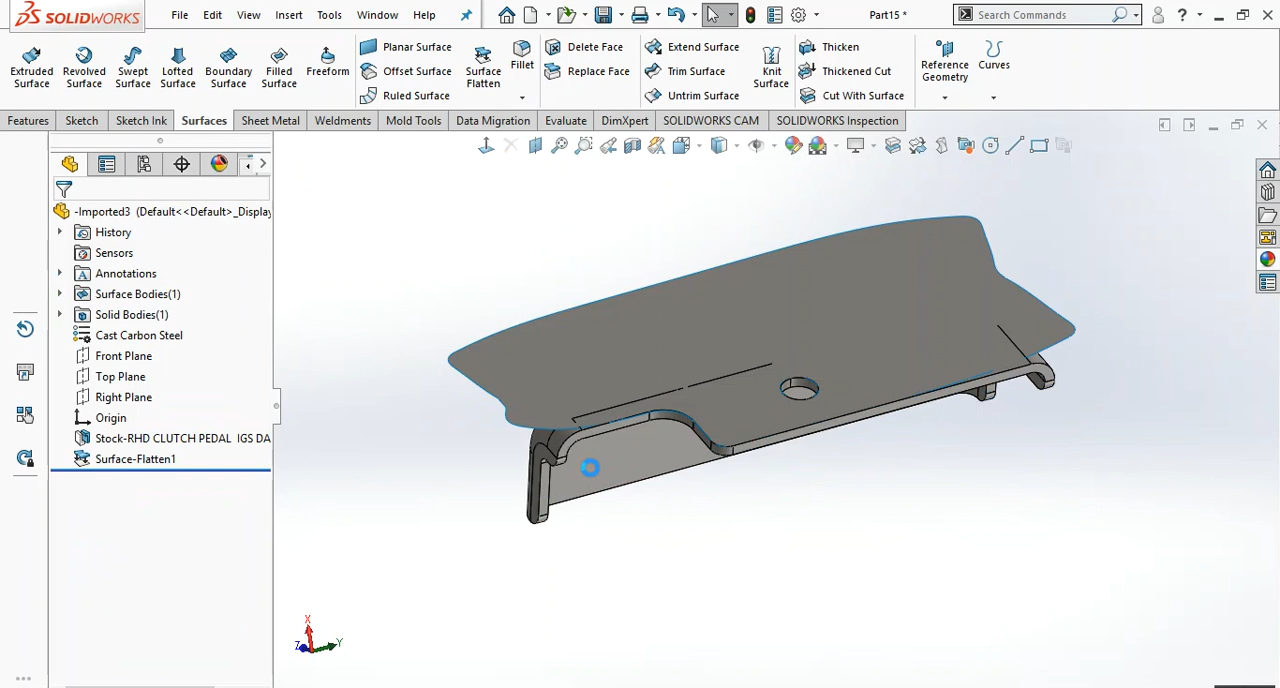 SOLIDWORKS File Edit View Insert Tools Window Help Part15 * Search Commands ?
Extruded Surface Revolved Surface Swept Surface Lofted Surface Boundary Surface Filled Surface Freeform
Planar Surface Offset Surface Ruled Surface
Surface Flatten Fillet
Delete Face Replace Face
Extend Surface Trim Surface Untrim Surface
Knit Surface
Thicken Thickened Cut Cut With Surface
Reference Geometry Curves
Features Sketch Sketch Ink Surfaces Sheet Metal Weldments Mold Tools Data Migration Evaluate DimXpert SOLIDWORKS CAM SOLIDWORKS Inspection
-Imported3 (Default<<Default>_Display
History
Sensors
Annotations
Surface Bodies(1)
Solid Bodies(1)
Cast Carbon Steel
Front Plane
Top Plane
Right Plane
Origin
Stock-RHD CLUTCH PEDAL IGS DA
Surface-Flatten1
X
Y
Z